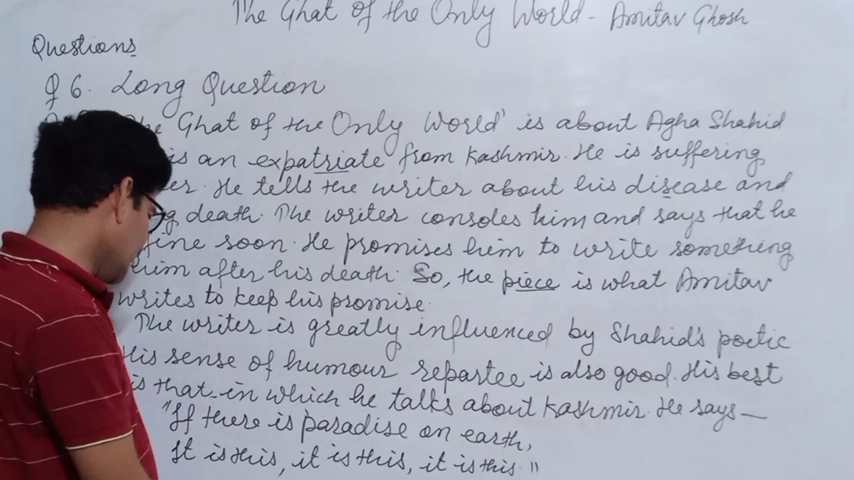 The Ghat of the Only World - Amitav Ghosh
Questions
Q 6. Long Question
The Ghat of the Only World' is about Agha Shahid
is an expatriate from Kashmir. He is suffering
He tells the writer about his disease and
death. The writer consoles him and says that he
fine soon. He promises him to write something
him after his death. So, the piece is what Amitav
writes to keep his promise.
The writer is greatly influenced by Shahid's poetic
His sense of humour repartee is also good. His best
is that in which he talks about Kashmir. He says—
"If there is paradise on earth,
It is this, it is this, it is this."